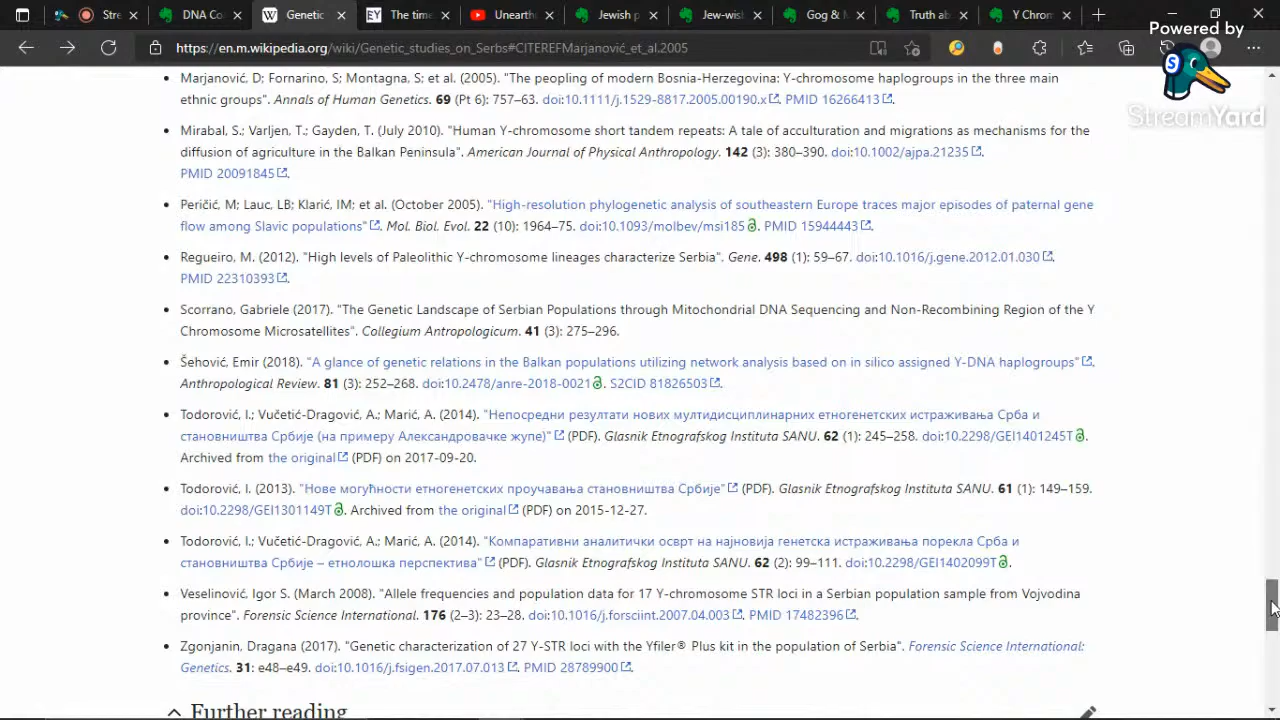 Stre
DNA Co
Genetic
The time
Unearth
Jewish p
Jew-wis
Gog & M
Truth ab
Y Chrom
https://en.m.wikipedia.org/wiki/Genetic_studies_on_Serbs#CITEREFMarjanović_et_al.2005
Powered by
StreamYard
Marjanović, D; Fornarino, S; Montagna, S; et al. (2005). "The peopling of modern Bosnia-Herzegovina: Y-chromosome haplogroups in the three main
ethnic groups". Annals of Human Genetics. 69 (Pt 6): 757–63. doi:10.1111/j.1529-8817.2005.00190.x. PMID 16266413.
Mirabal, S.; Varljen, T.; Gayden, T. (July 2010). "Human Y-chromosome short tandem repeats: A tale of acculturation and migrations as mechanisms for the
diffusion of agriculture in the Balkan Peninsula". American Journal of Physical Anthropology. 142 (3): 380–390. doi:10.1002/ajpa.21235.
PMID 20091845.
Peričić, M; Lauc, LB; Klarić, IM; et al. (October 2005). "High-resolution phylogenetic analysis of southeastern Europe traces major episodes of paternal gene
flow among Slavic populations". Mol. Biol. Evol. 22 (10): 1964–75. doi:10.1093/molbev/msi185. PMID 15944443.
Regueiro, M. (2012). "High levels of Paleolithic Y-chromosome lineages characterize Serbia". Gene. 498 (1): 59–67. doi:10.1016/j.gene.2012.01.030.
PMID 22310393.
Scorrano, Gabriele (2017). "The Genetic Landscape of Serbian Populations through Mitochondrial DNA Sequencing and Non-Recombining Region of the Y
Chromosome Microsatellites". Collegium Antropologicum. 41 (3): 275–296.
Šehović, Emir (2018). "A glance of genetic relations in the Balkan populations utilizing network analysis based on in silico assigned Y-DNA haplogroups".
Anthropological Review. 81 (3): 252–268. doi:10.2478/anre-2018-0021. S2CID 81826503.
Todorović, I.; Vučetić-Dragović, A.; Marić, A. (2014). "Непосредни резултати нових мултидисциплинарних етногенетских истраживања Срба и
становништва Србије (на примеру Александровачке жупе)" (PDF). Glasnik Etnografskog Instituta SANU. 62 (1): 245–258. doi:10.2298/GEI1401245T.
Archived from the original (PDF) on 2017-09-20.
Todorović, I. (2013). "Нове могућности етногенетских проучавања становништва Србије" (PDF). Glasnik Etnografskog Instituta SANU. 61 (1): 149–159.
doi:10.2298/GEI1301149T. Archived from the original (PDF) on 2015-12-27.
Todorović, I.; Vučetić-Dragović, A.; Marić, A. (2014). "Компаративни аналитички осврт на најновија генетска истраживања порекла Срба и
становништва Србије – етнолошка перспектива" (PDF). Glasnik Etnografskog Instituta SANU. 62 (2): 99–111. doi:10.2298/GEI1402099T.
Veselinović, Igor S. (March 2008). "Allele frequencies and population data for 17 Y-chromosome STR loci in a Serbian population sample from Vojvodina
province". Forensic Science International. 176 (2–3): 23–28. doi:10.1016/j.forsciint.2007.04.003. PMID 17482396.
Zgonjanin, Dragana (2017). "Genetic characterization of 27 Y-STR loci with the Yfiler® Plus kit in the population of Serbia". Forensic Science International:
Genetics. 31: e48–e49. doi:10.1016/j.fsigen.2017.07.013. PMID 28789900.
Further reading